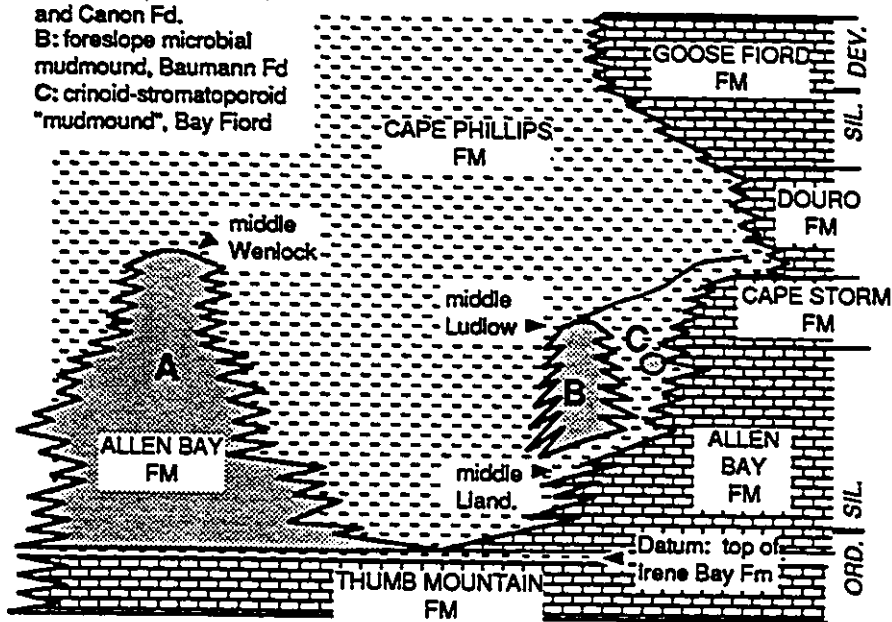 and Canon Fd.
B: foreslope microbial
mudmound, Baumann Fd
C: crinoid-stromatoporoid
"mudmound", Bay Fiord
GOOSE FIORD
FM
DEV.
SIL.
CAPE PHILLIPS
FM
DOURO
FM
middle
Wenlock
middle
Ludlow
CAPE STORM
FM
A
B
C
ALLEN BAY
FM
middle
Lland.
ALLEN
BAY
FM
SIL.
ORD.
Datum: top of
Irene Bay Fm
THUMB MOUNTAIN
FM